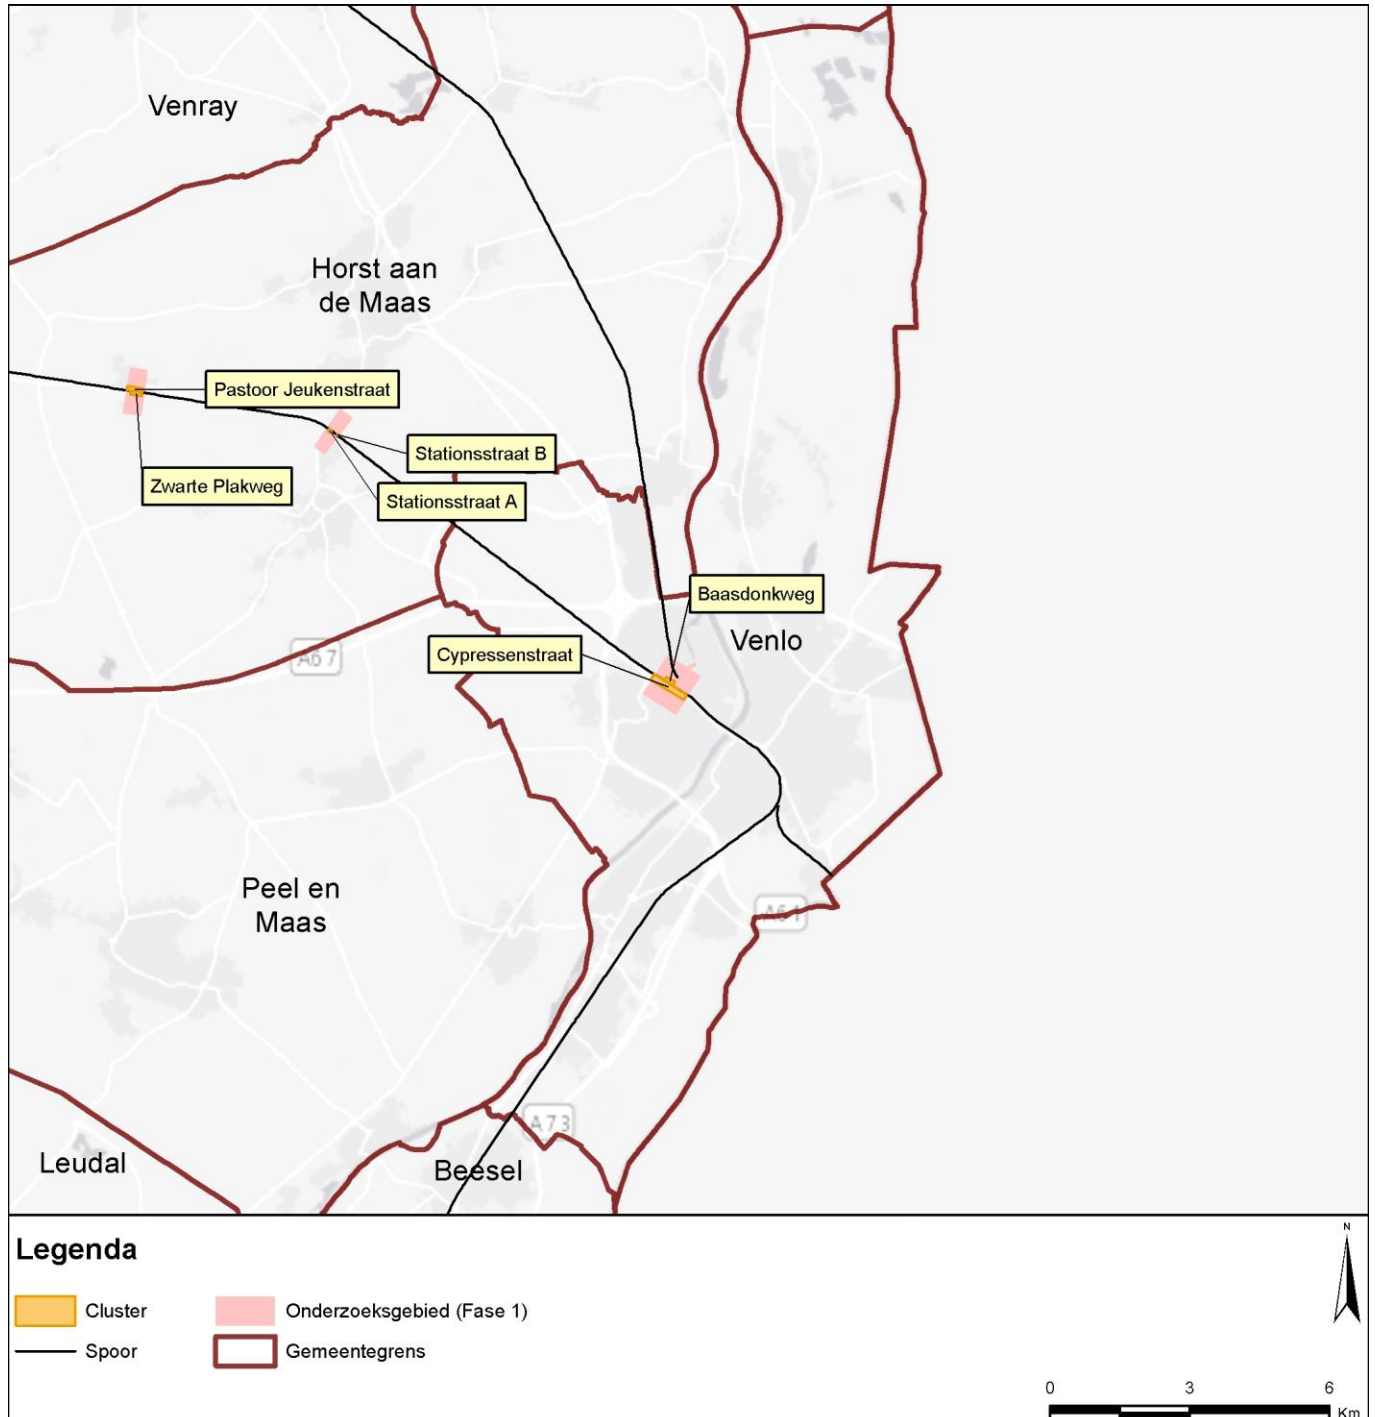 Venray
Horst aan
de Maas
Pastoor Jeukenstraat
Stationsstraat B
Zwarte Plakweg
Stationsstraat A
Baasdonkweg
Venlo
Cypressenstraat
A67
Peel en
Maas
A61
A73
Leudal
Beesel
Legenda
N
Cluster
Onderzoeksgebied (Fase 1)
Spoor
Gemeentegrens
0 3 6
Km